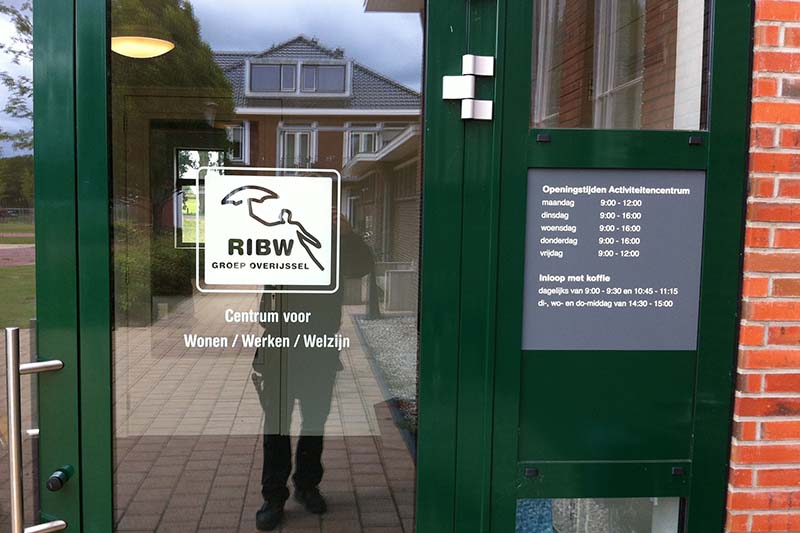 RIBW
GROEP OVERIJSSEL
Centrum voor
Wonen / Werken / Welzijn
Openingstijden Activiteitencentrum
maandag 9:00 - 12:00
dinsdag 9:00 - 16:00
woensdag 9:00 - 16:00
donderdag 9:00 - 16:00
vrijdag 9:00 - 12:00
Inloop met koffie
dagelijks van 9:00 - 9:30 en 10:45 - 11:15
di-, wo- en do-middag van 14:30 - 15:00